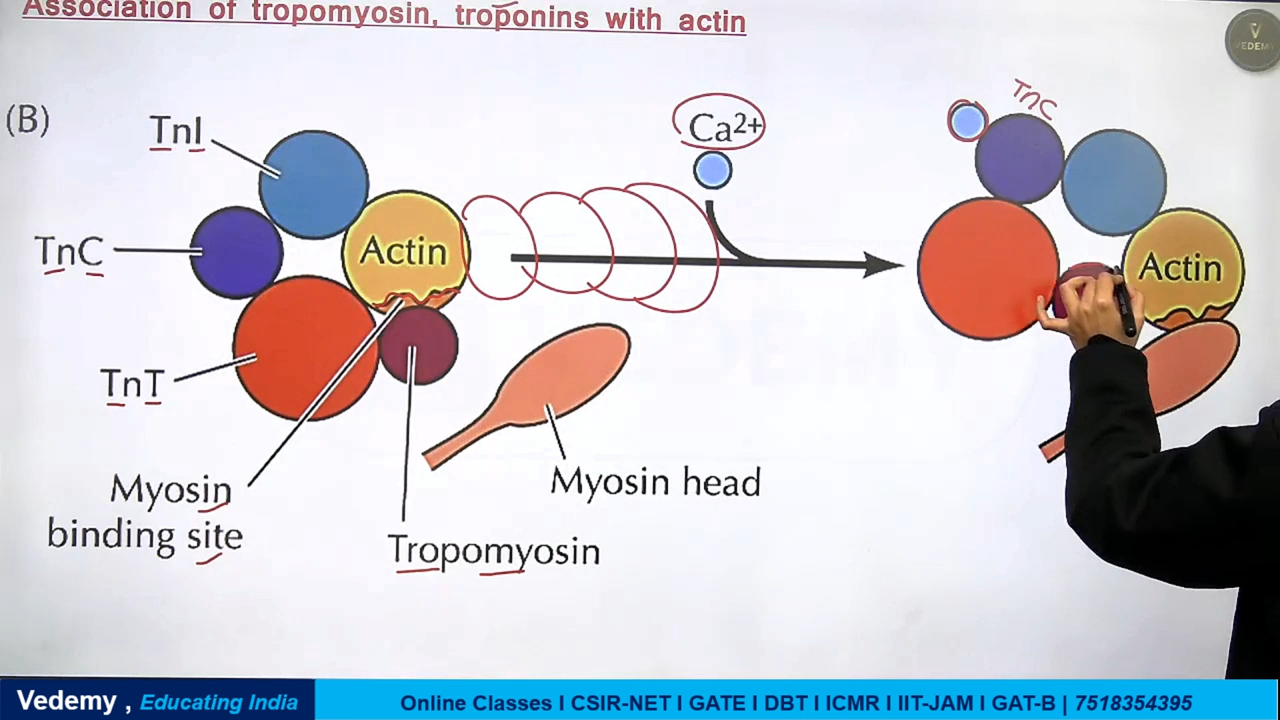 Association of tropomyosin, troponins with actin
V
VEDEMY
(B)
TnI
TnC
TnT
Actin
Ca2+
Myosin
binding site
Tropomyosin
Myosin head
TnC
Actin
Vedemy , Educating India
Online Classes I CSIR-NET I GATE I DBT I ICMR I IIT-JAM I GAT-B | 7518354395